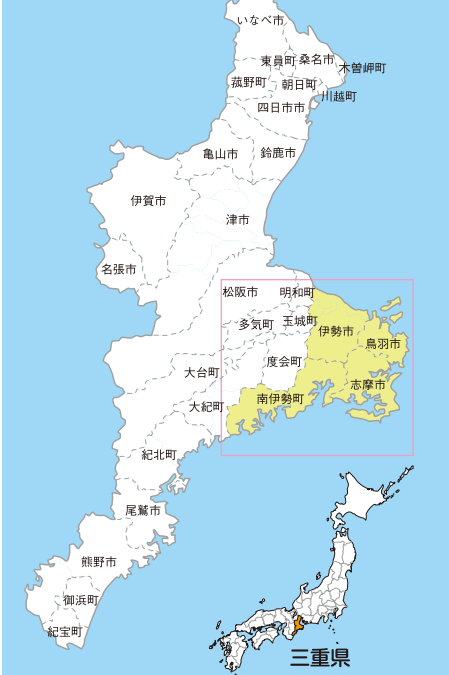 いなべ市
東員町
桑名市
木曽岬町
菰野町
朝日町
川越町
四日市市
亀山市
鈴鹿市
伊賀市
津市
名張市
松阪市
明和町
多気町
玉城町
伊勢市
鳥羽市
度会町
大台町
志摩市
南伊勢町
大紀町
紀北町
尾鷲市
熊野市
御浜町
紀宝町
三重県